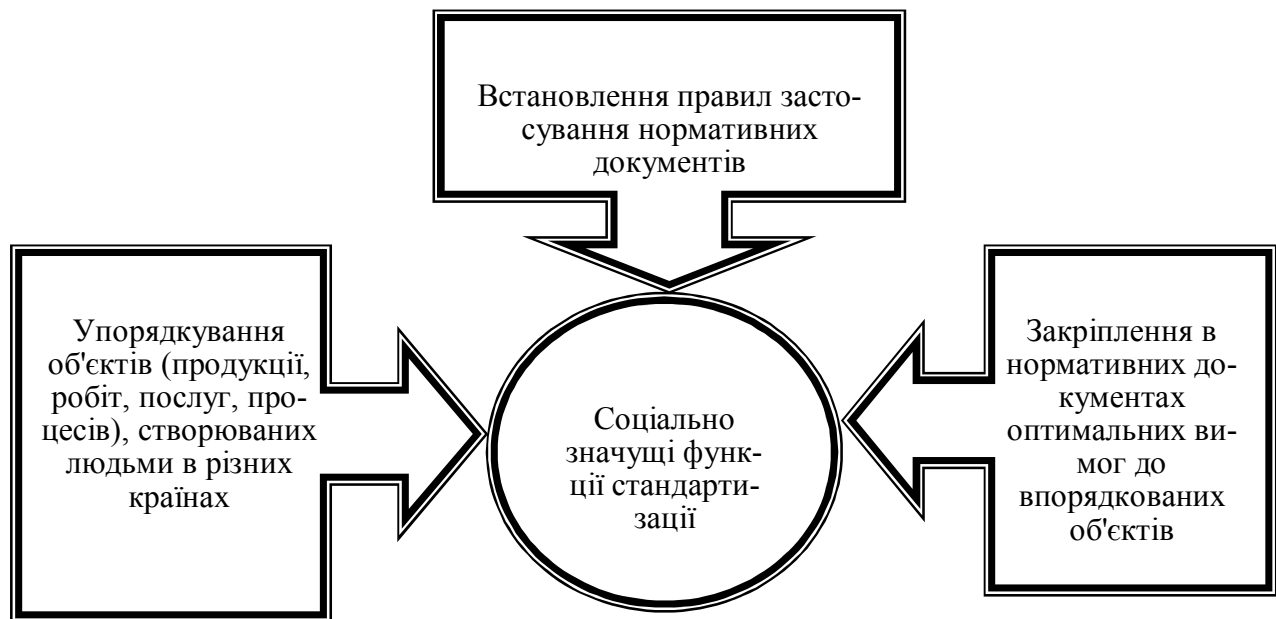 Встановлення правил засто-
сування нормативних
документів
Упорядкування
об'єктів (продукції,
робіт, послуг, про-
цесів), створюваних
людьми в різних
країнах
Соціально
значущі функ-
ції стандарти-
зації
Закріплення в
нормативних до-
кументах
оптимальних ви-
мог до
впорядкованих
об'єктів